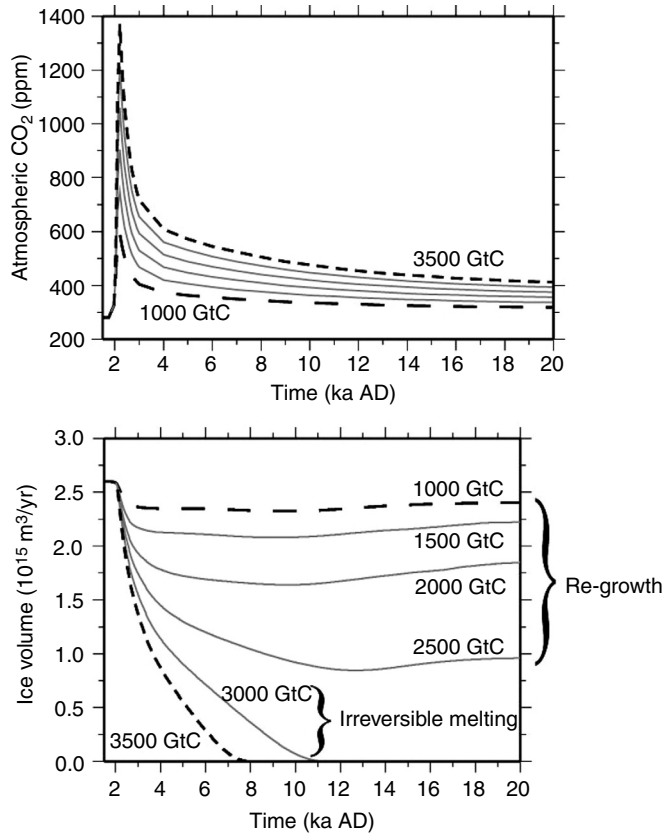 1400
1200
1000
800
600
400
200
Atmospheric CO₂ (ppm)
3500 GtC
1000 GtC
2 4 6 8 10 12 14 16 18 20
Time (ka AD)
3.0
2.5
2.0
1.5
1.0
0.5
0.0
Ice volume (10¹⁵ m³/yr)
1000 GtC
1500 GtC
2000 GtC
2500 GtC
Re-growth
3000 GtC
Irreversible melting
3500 GtC
2 4 6 8 10 12 14 16 18 20
Time (ka AD)